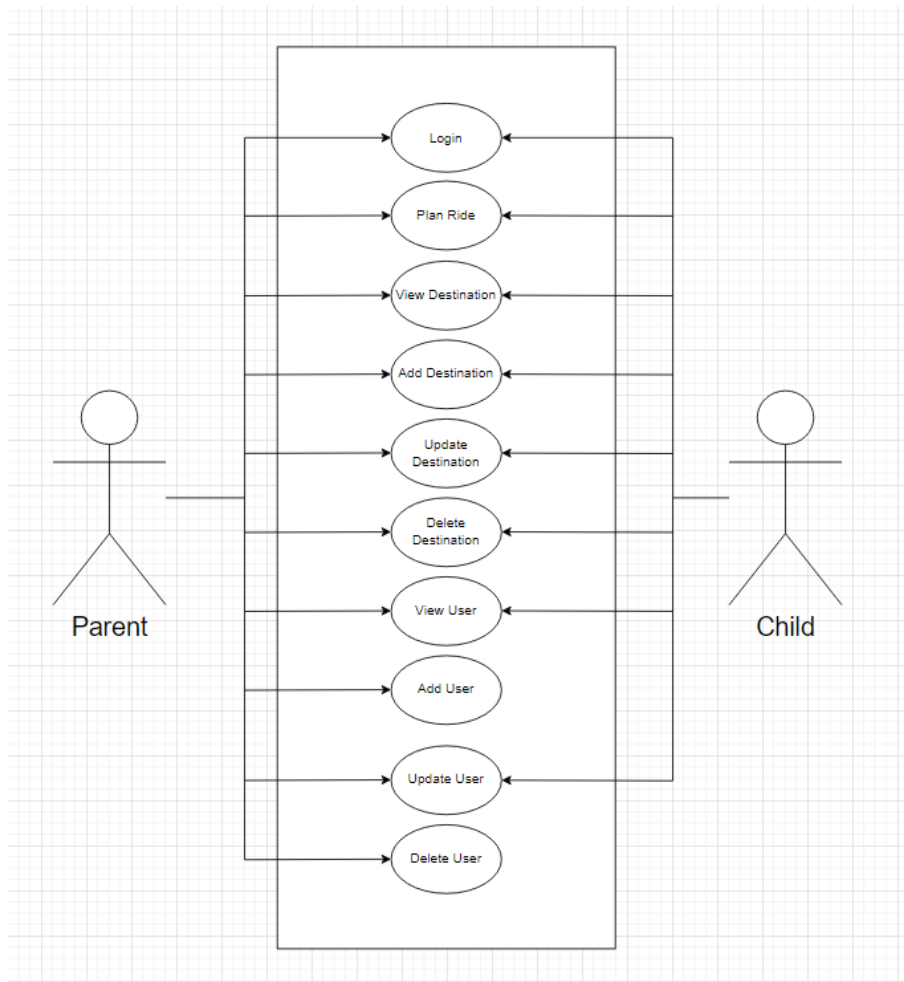 Login
Plan Ride
View Destination
Add Destination
Update
Destination
Delete
Destination
View User
Add User
Update User
Delete User
Parent
Child